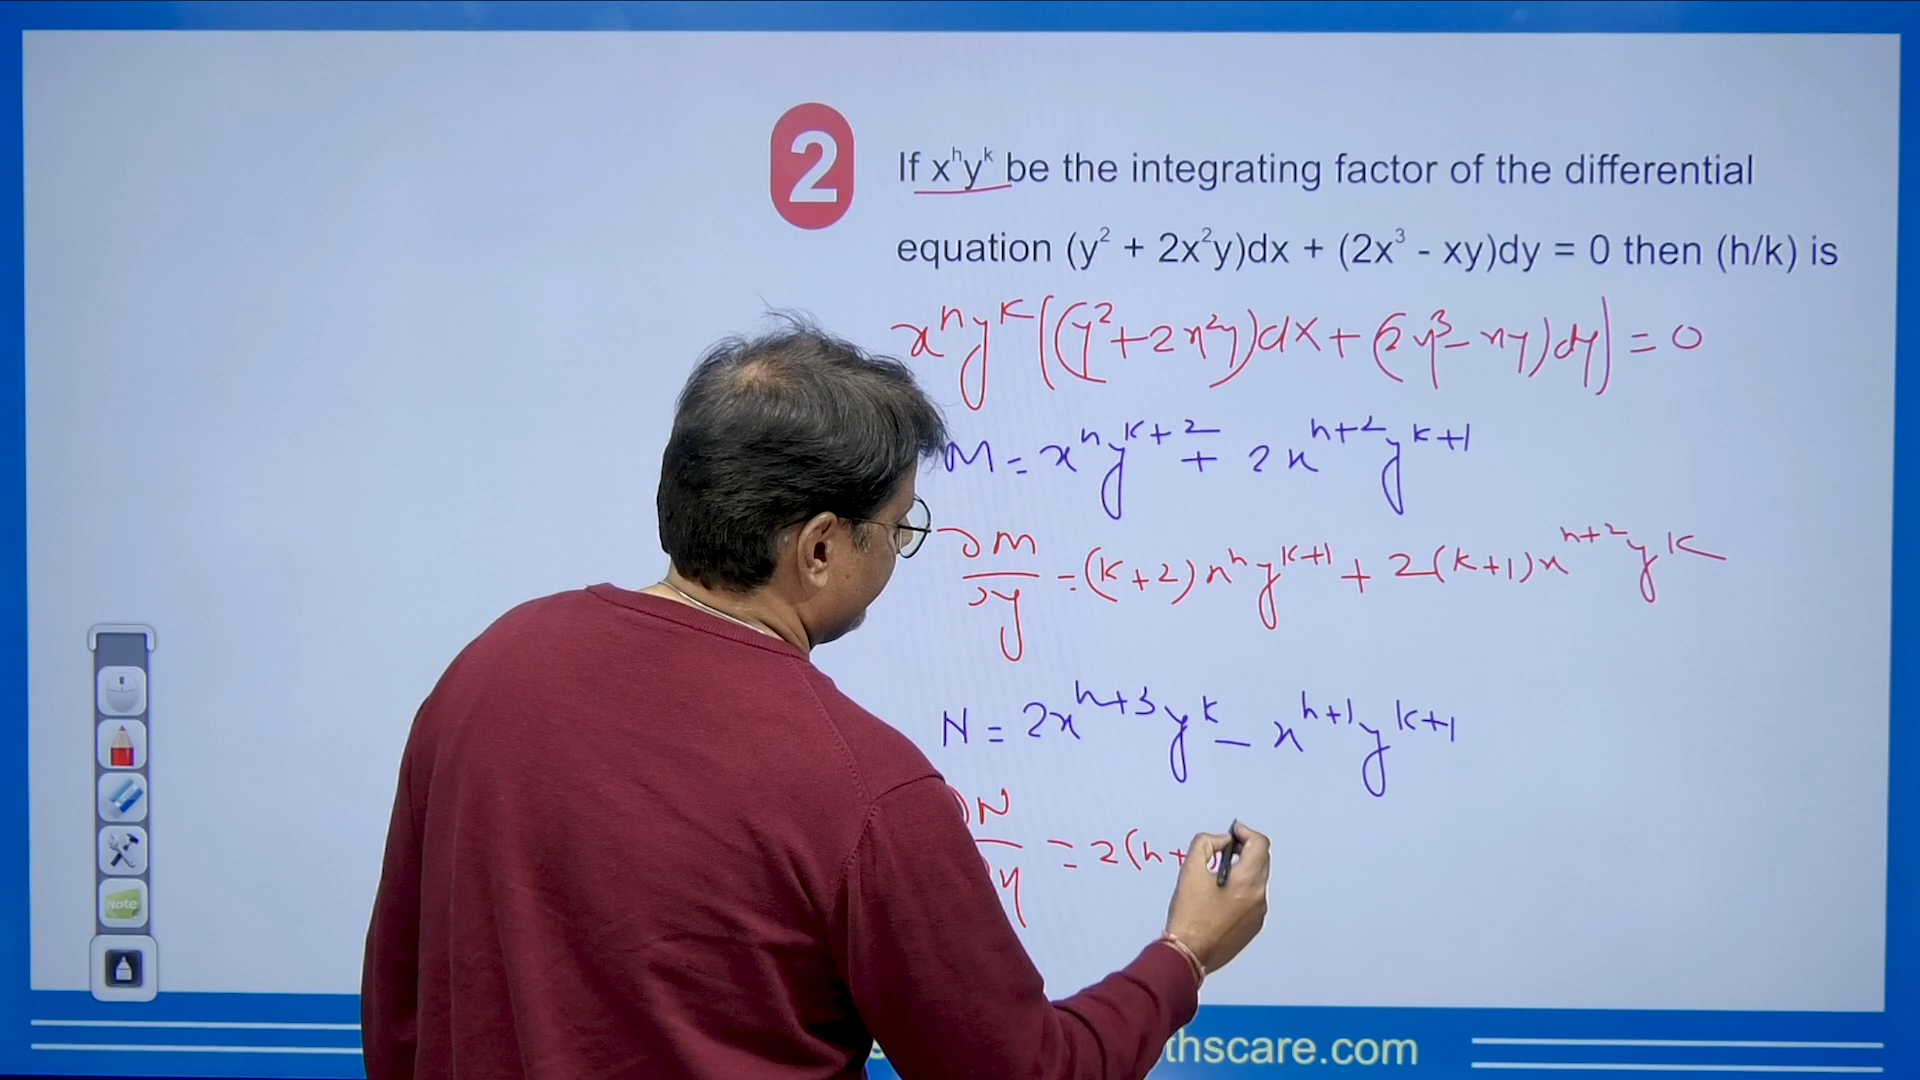 2
If xʰyᵏ be the integrating factor of the differential
equation (y² + 2x²y)dx + (2x³ - xy)dy = 0 then (h/k) is
xʰyᵏ((y²+2x²y)dx+(2y³-xy)dy)=0
M = xʰyᵏ⁺² + 2xʰ⁺²yᵏ⁺¹
∂M/∂y = (k+2)xʰyᵏ⁺¹ + 2(k+1)xʰ⁺²yᵏ
N = 2xʰ⁺³yᵏ - xʰ⁺¹yᵏ⁺¹
∂N/∂y = 2(h+
Note
thscare.com